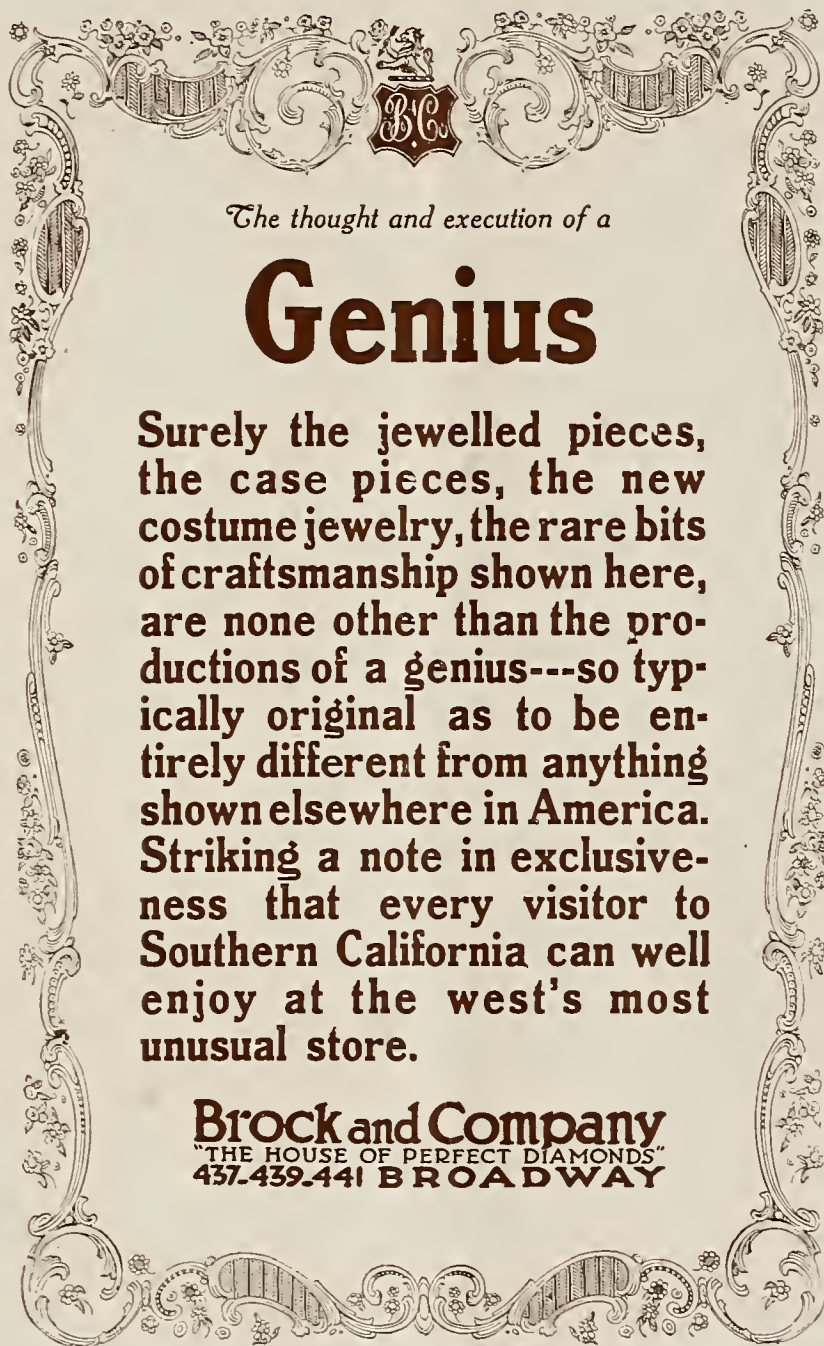 B&Co
The thought and execution of a
Genius
Surely the jewelled pieces,
the case pieces, the new
costume jewelry, the rare bits
of craftsmanship shown here,
are none other than the pro-
ductions of a genius---so typ-
ically original as to be en-
tirely different from anything
shown elsewhere in America.
Striking a note in exclusive-
ness that every visitor to
Southern California can well
enjoy at the west's most
unusual store.
Brock and Company
"THE HOUSE OF PERFECT DIAMONDS"
437-439-441 BROADWAY